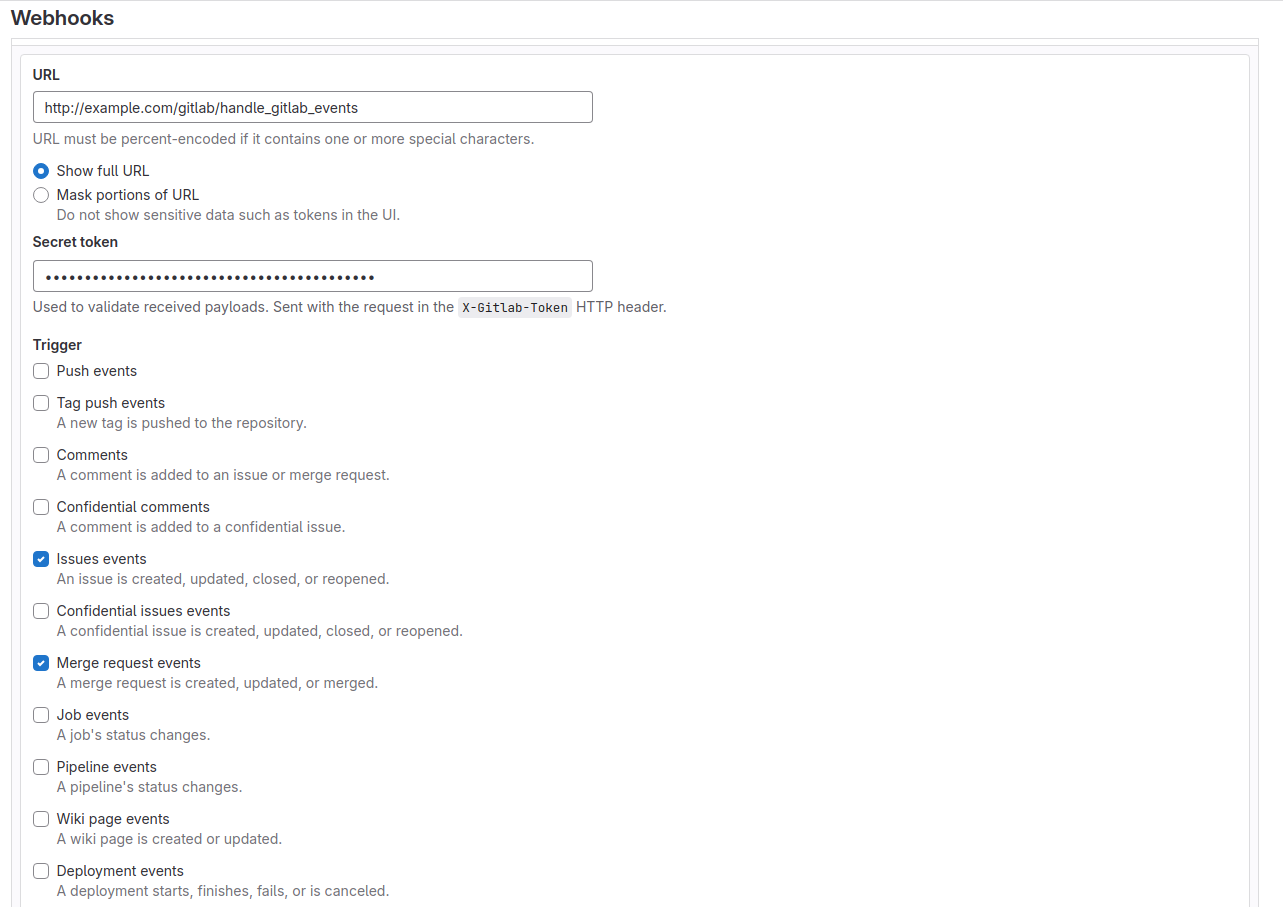 Webhooks
URL
http://example.com/gitlab/handle_gitlab_events
URL must be percent-encoded if it contains one or more special characters.
Show full URL
Mask portions of URL
Do not show sensitive data such as tokens in the UI.
Secret token
••••••••••••••••••••••••••••••••••••••••••
Used to validate received payloads. Sent with the request in the X-Gitlab-Token HTTP header.
Trigger
Push events
Tag push events
A new tag is pushed to the repository.
Comments
A comment is added to an issue or merge request.
Confidential comments
A comment is added to a confidential issue.
Issues events
An issue is created, updated, closed, or reopened.
Confidential issues events
A confidential issue is created, updated, closed, or reopened.
Merge request events
A merge request is created, updated, or merged.
Job events
A job's status changes.
Pipeline events
A pipeline's status changes.
Wiki page events
A wiki page is created or updated.
Deployment events
A deployment starts, finishes, fails, or is canceled.